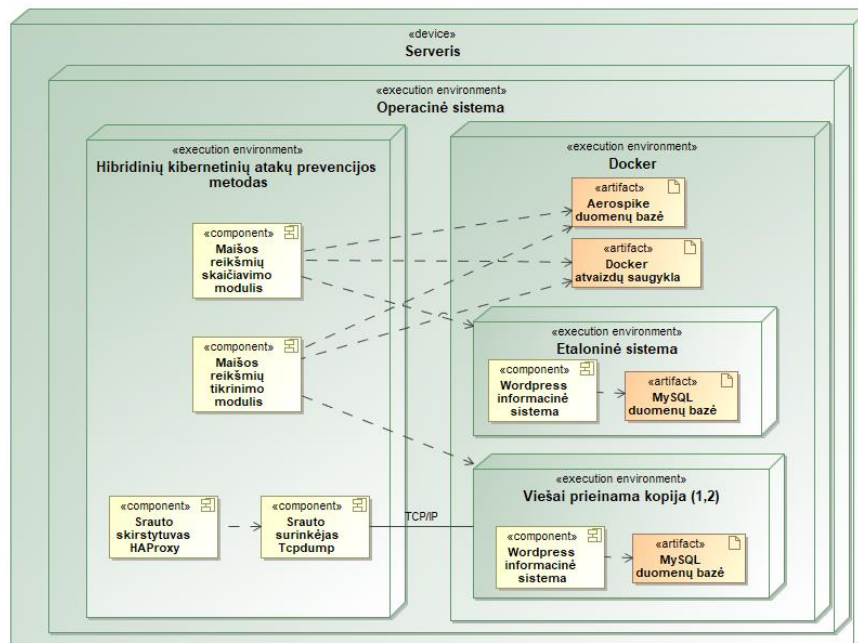 «device»
Serveris
«execution environment»
Operacinė sistema
«execution environment»
Hibridinių kibernetinių atakų prevencijos
metodas
«component»
Maišos
reikšmių
skaičiavimo
modulis
«component»
Maišos
reikšmių
tikrinimo
modulis
«component»
Srauto
skirstytuvas
HAProxy
«component»
Srauto
surinkėjas
Tcpdump
TCP/IP
«execution environment»
Docker
«artifact»
Aerospike
duomenų bazė
«artifact»
Docker
atvaizdų saugykla
«execution environment»
Etaloninė sistema
«component»
Wordpress
informacinė
sistema
«artifact»
MySQL
duomenų bazė
«execution environment»
Viešai prieinama kopija (1,2)
«component»
Wordpress
informacinė
sistema
«artifact»
MySQL
duomenų bazė